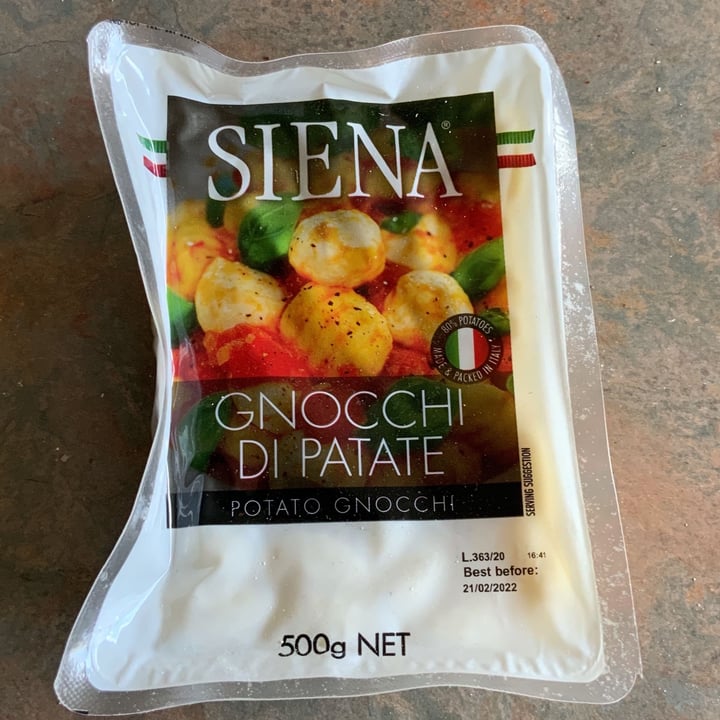 SIENA®
80% POTATOES
MADE & PACKED IN ITALY
GNOCCHI
DI PATATE
POTATO GNOCCHI
SERVING SUGGESTION
L.363/20 16:41
Best before:
21/02/2022
500g NET